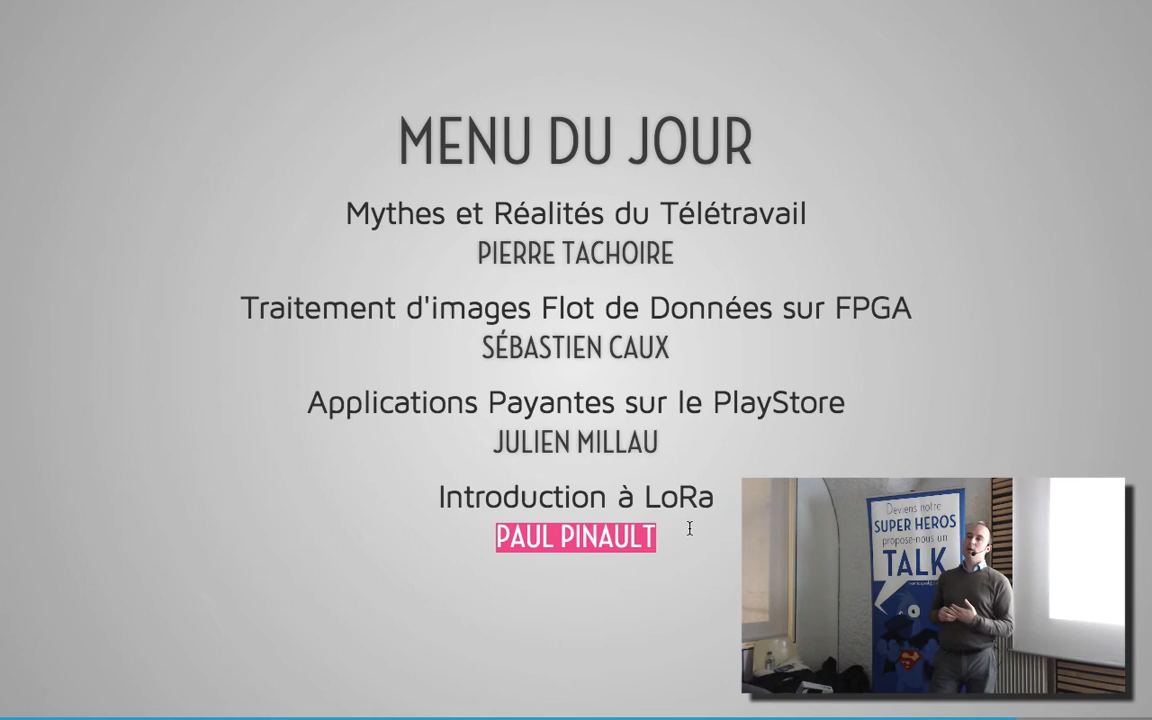 MENU DU JOUR
Mythes et Réalités du Télétravail
PIERRE TACHOIRE
Traitement d'images Flot de Données sur FPGA
SÉBASTIEN CAUX
Applications Payantes sur le PlayStore
JULIEN MILLAU
Introduction à LoRa
PAUL PINAULT
Deviens notre
SUPER HEROS
propose-nous un
TALK